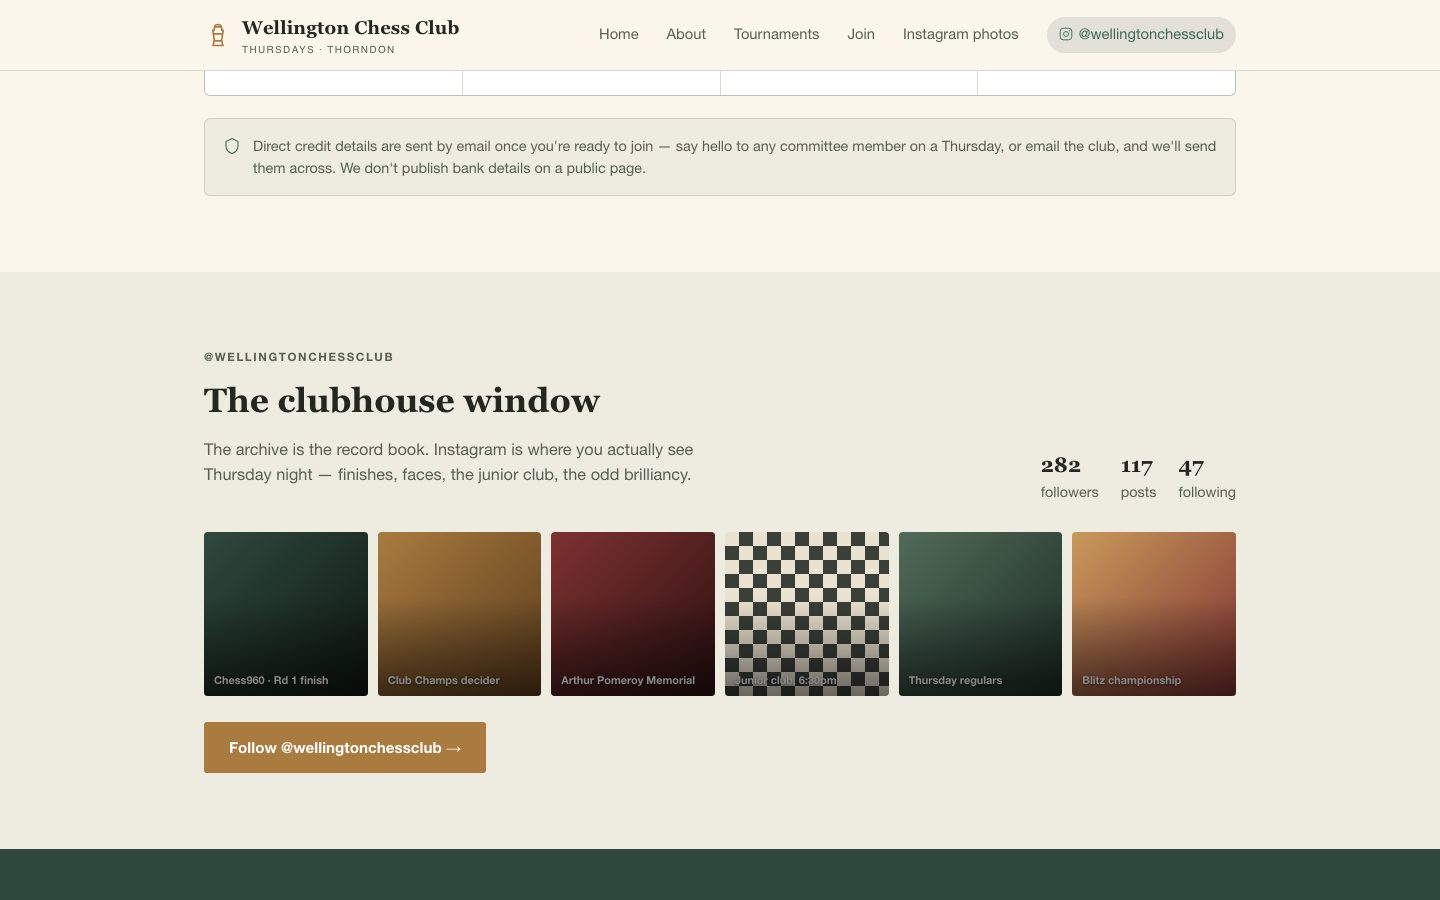 Wellington Chess Club
THURSDAYS · THORNDON
Home
About
Tournaments
Join
Instagram photos
@wellingtonchessclub
Direct credit details are sent by email once you're ready to join — say hello to any committee member on a Thursday, or email the club, and we'll send
them across. We don't publish bank details on a public page.
@WELLINGTONCHESSCLUB
The clubhouse window
The archive is the record book. Instagram is where you actually see
Thursday night — finishes, faces, the junior club, the odd brilliancy.
282
followers
117
posts
47
following
Chess960 · Rd 1 finish
Club Champs decider
Arthur Pomeroy Memorial
Junior club, 6:30pm
Thursday regulars
Blitz championship
Follow @wellingtonchessclub →